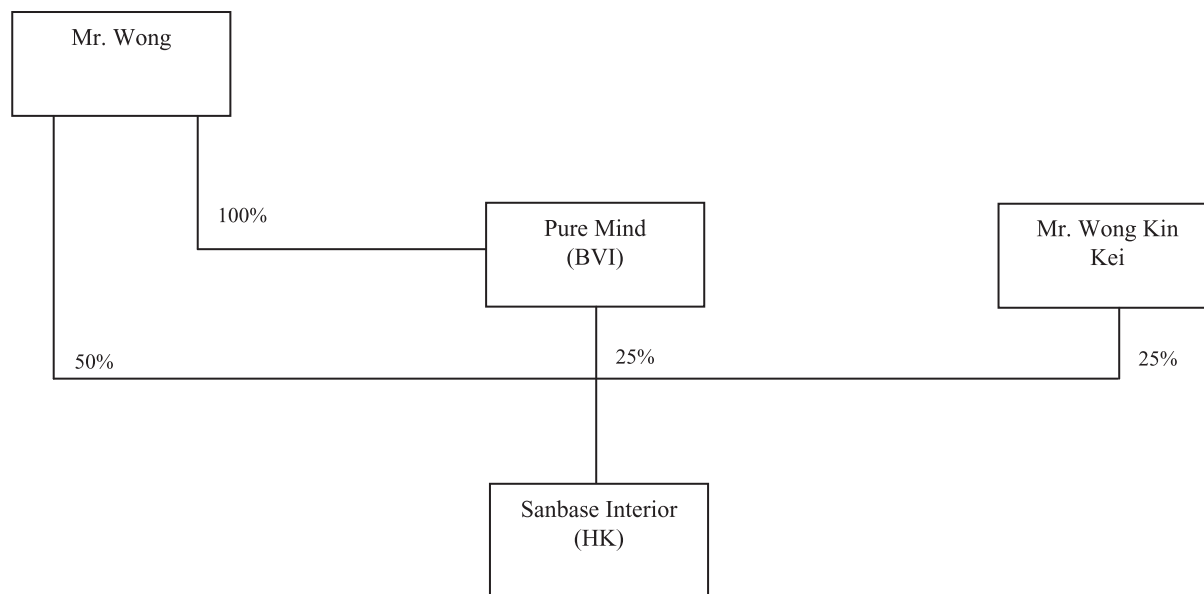 Mr. Wong
100%
Pure Mind
(BVI)
Mr. Wong Kin
Kei
50%
25%
25%
Sanbase Interior
(HK)